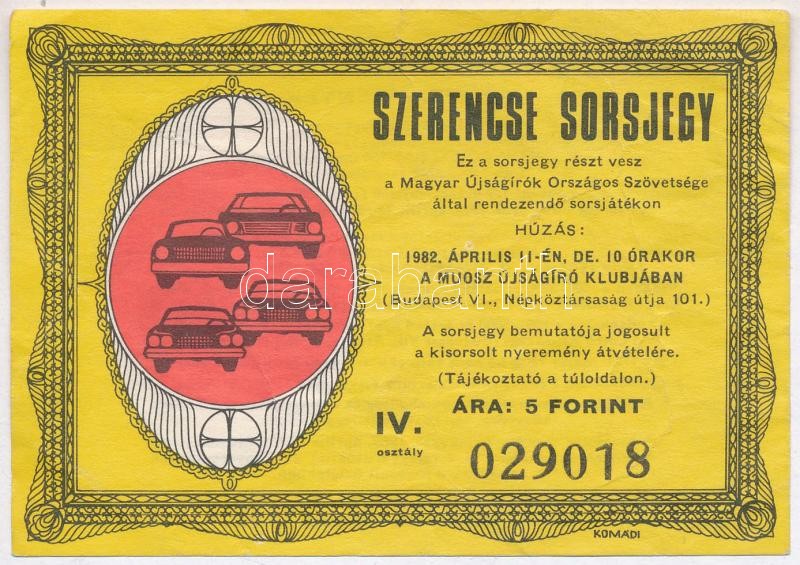 SZERENCSE SORSJEGY
Ez a sorsjegy részt vesz
a Magyar Újságírók Országos Szövetsége
által rendezendő sorsjátékon
HÚZÁS:
1982. ÁPRILIS 11-ÉN, DE. 10 ÓRAKOR
A MUOSZ ÚJSÁGÍRÓ KLUBJÁBAN
(Budapest VI., Népköztársaság útja 101.)
A sorsjegy bemutatója jogosult
a kisorsolt nyeremény átvételére.
(Tájékoztató a túloldalon.)
ÁRA: 5 FORINT
IV.
osztály
029018
KOMÁDI
darabanth